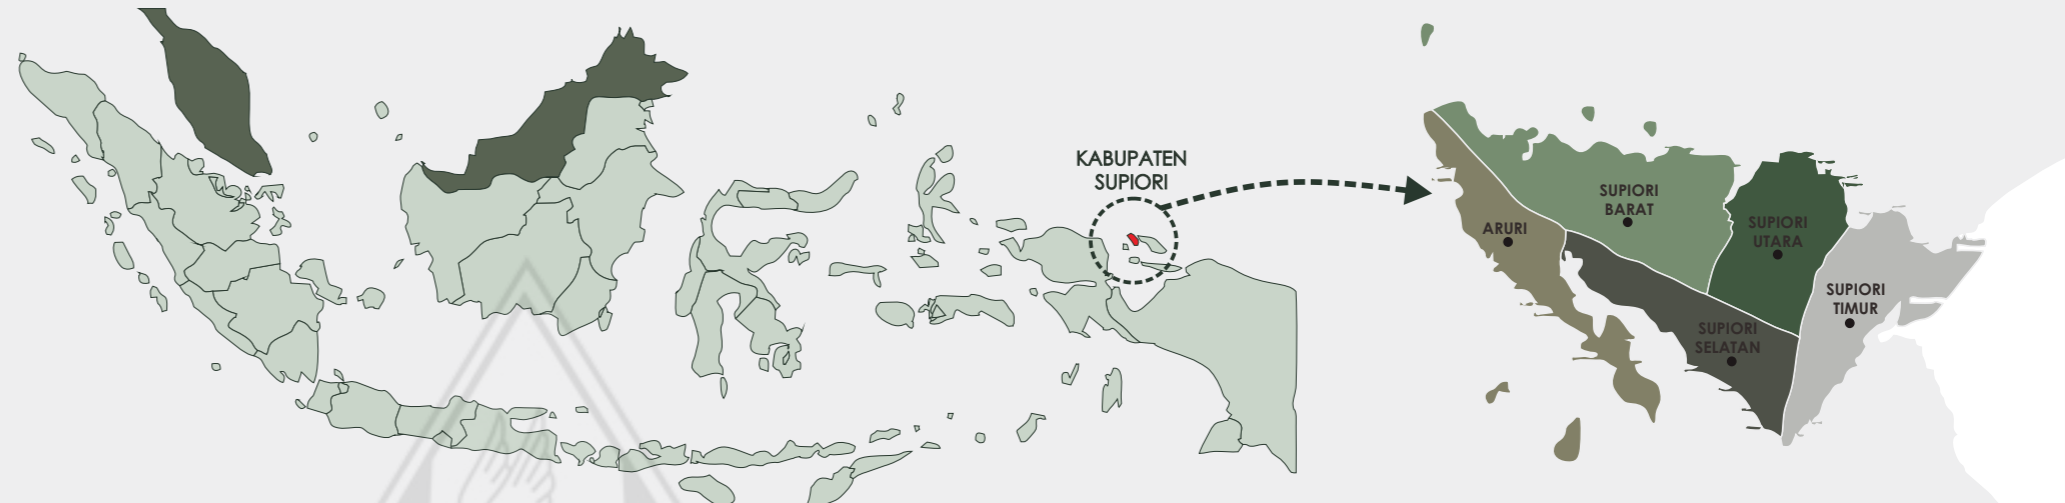 KABUPATEN
SUPIORI
SUPIORI
BARAT
SUPIORI
UTARA
ARURI
SUPIORI
TIMUR
SUPIORI
SELATAN